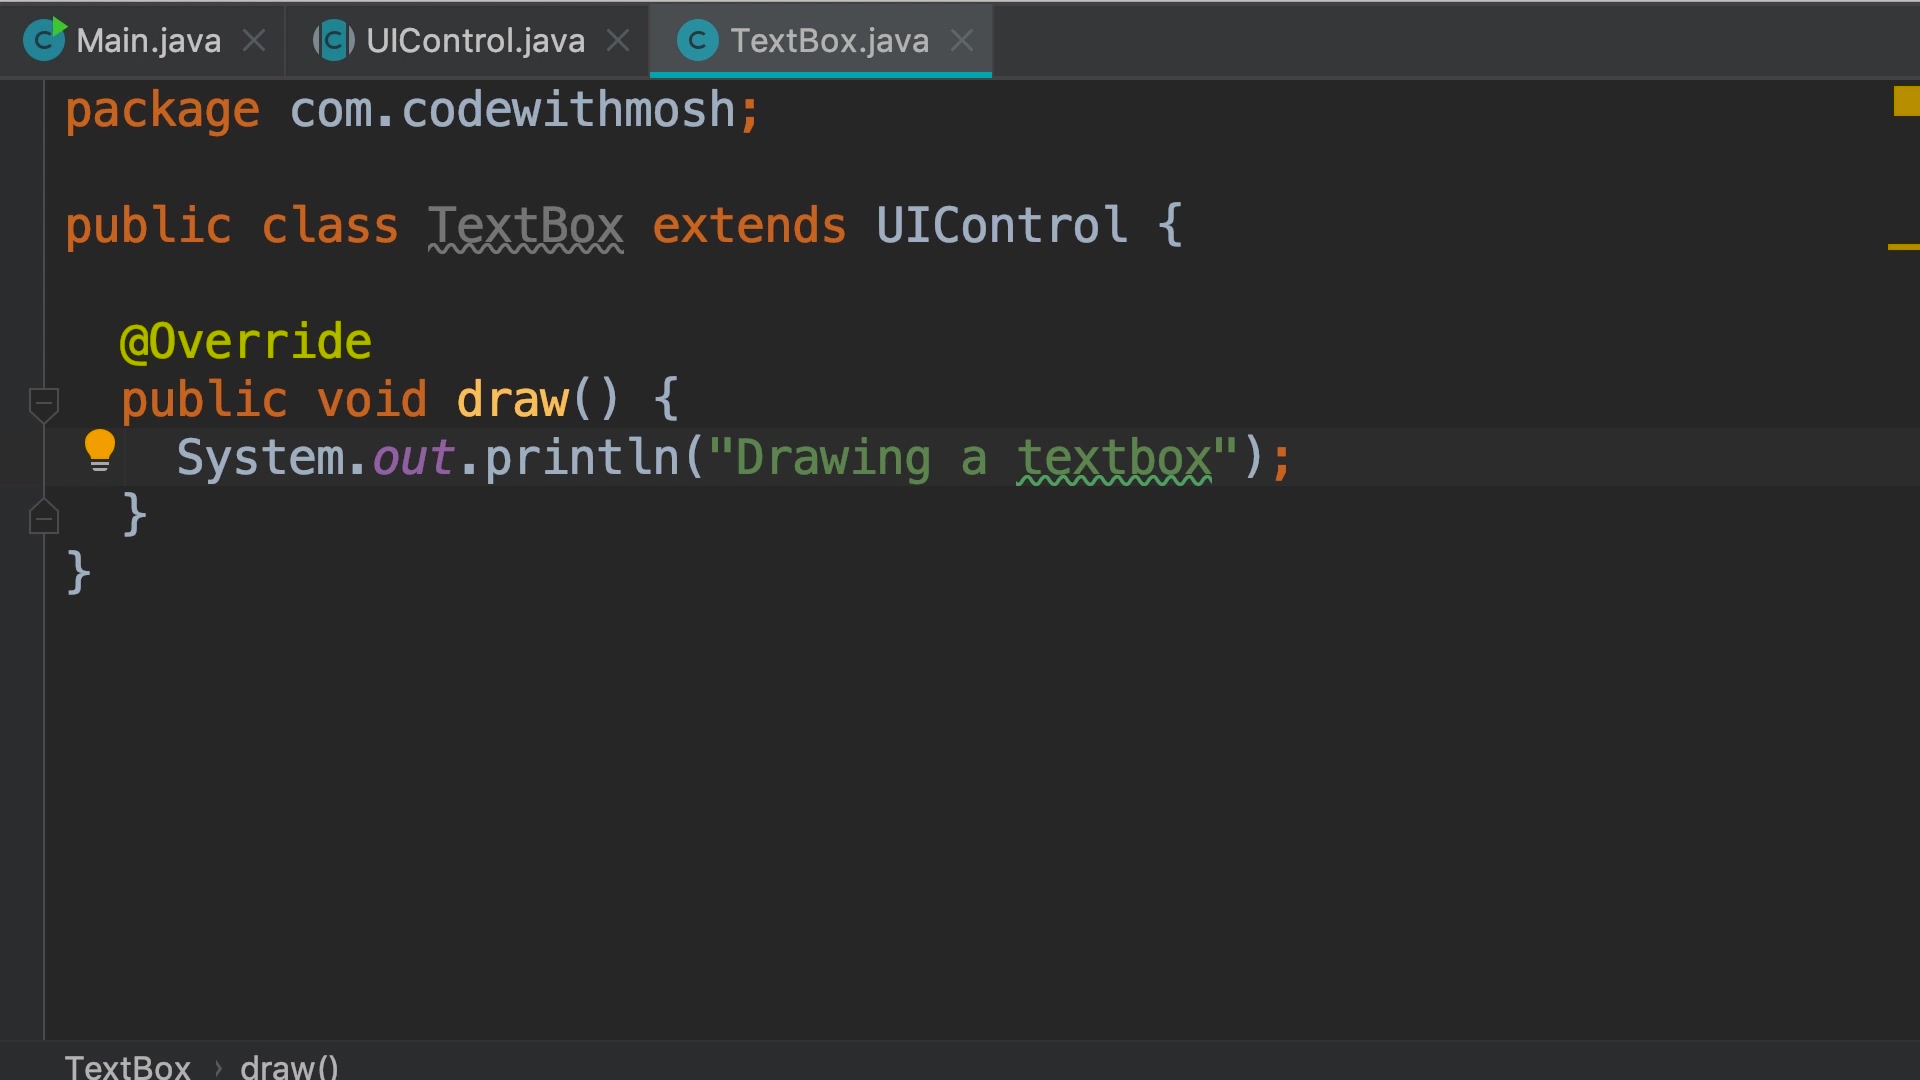 Main.java UIControl.java TextBox.java
package com.codewithmosh;
public class TextBox extends UIControl {
@Override
public void draw() {
System.out.println("Drawing a textbox");
}
}
TextBox › draw()